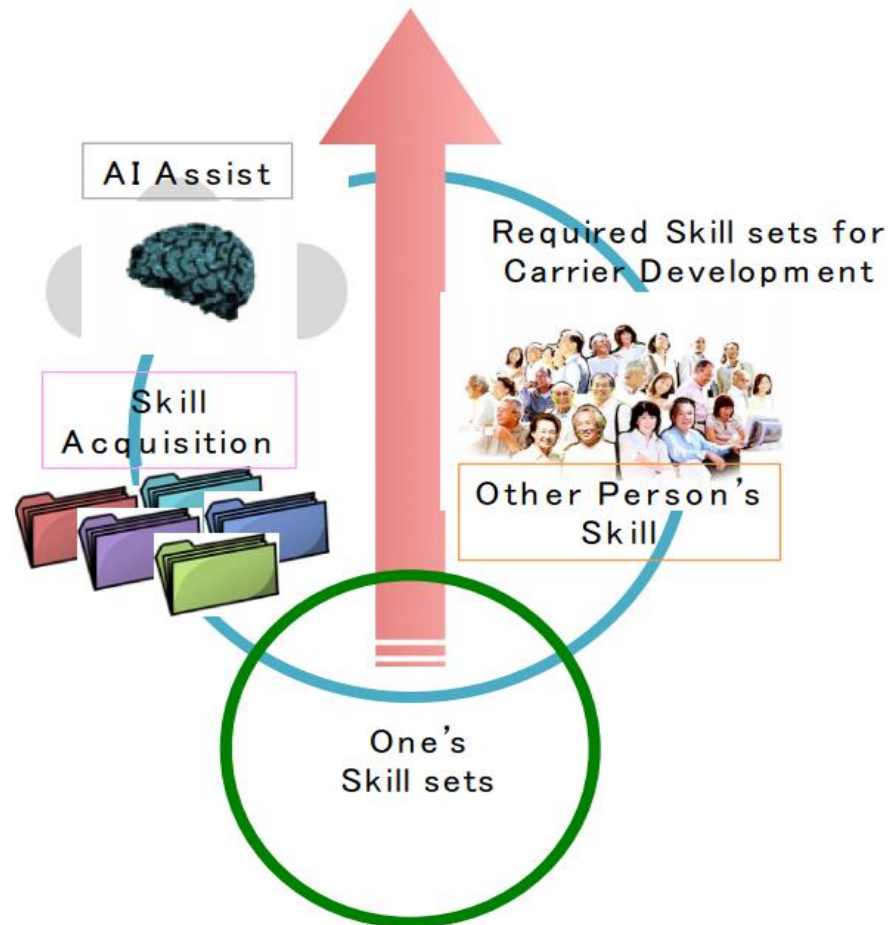 AI Assist
Required Skill sets for
Carrier Development
Skill
Acquisition
Other Person's
Skill
One's
Skill sets